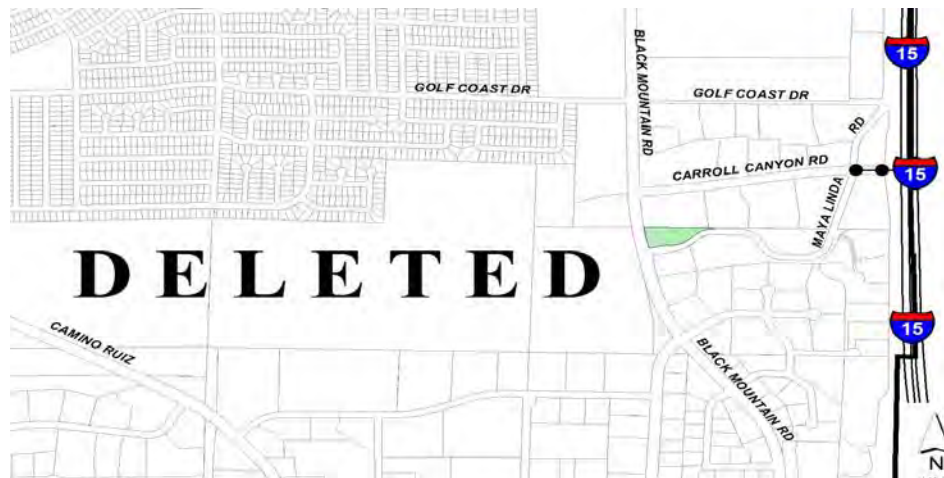 15
GOLF COAST DR
BLACK MOUNTAIN RD
GOLF COAST DR
RD
CARROLL CANYON RD
15
MAYA LINDA
DELETED
15
CAMINO RUIZ
BLACK MOUNTAIN RD
N